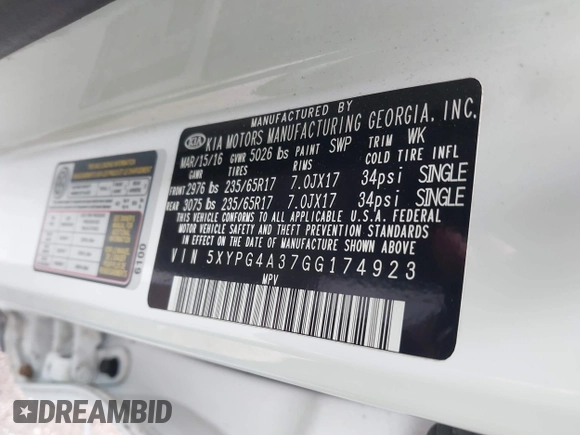 MANUFACTURED BY
KIA KIA MOTORS MANUFACTURING GEORGIA, INC.
MAR/15/16 GVWR 5026 lbs PAINT SWP TRIM WK
GAWR TIRES RIMS COLD TIRE INFL
FRONT 2976 lbs 235/65R17 7.0JX17 34psi SINGLE
REAR 3075 lbs 235/65R17 7.0JX17 34psi SINGLE
THIS VEHICLE CONFORMS TO ALL APPLICABLE U.S.A. FEDERAL
MOTOR VEHICLE SAFETY AND THEFT PREVENTION STANDARDS
IN EFFECT ON THE DATE OF MANUFACTURE SHOWN ABOVE.
VIN 5XYPG4A37GG174923
MPV
6100
DREAMBID